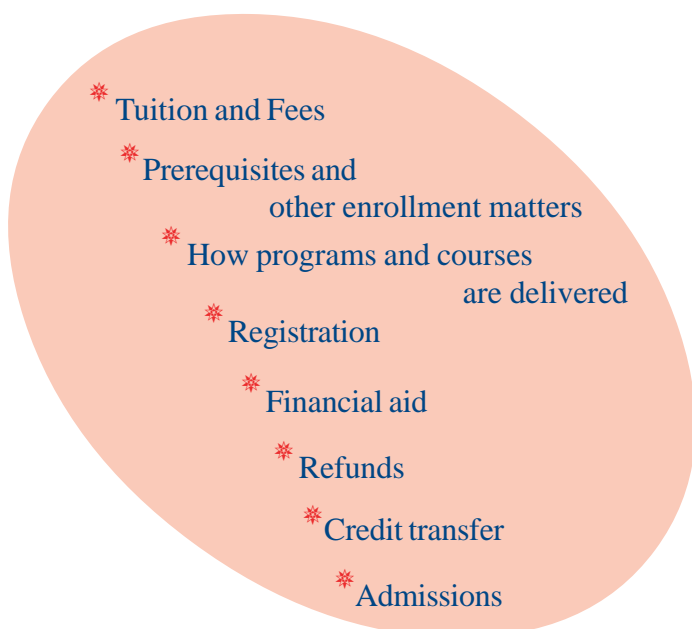 Tuition and Fees
Prerequisites and
other enrollment matters
How programs and courses
are delivered
Registration
Financial aid
Refunds
Credit transfer
Admissions